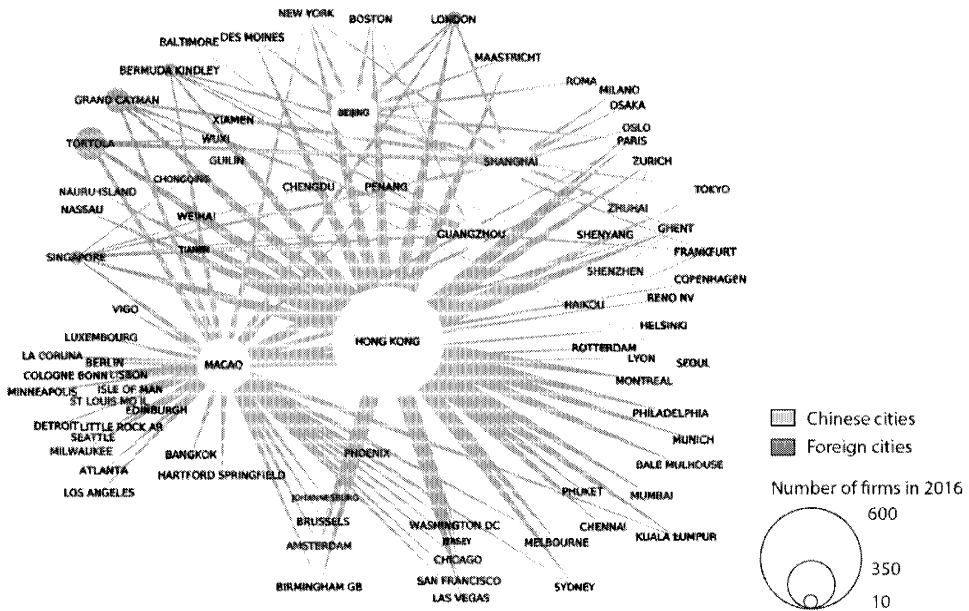 NEW YORK
BOSTON
LONDON
BALTIMORE
DES MOINES
MAASTRICHT
BERMUDA KINDLEY
ROMA
MILANO
GRAND CAYMAN
OSAKA
BEIJING
XIAMEN
OSLO
TORTOLA
WUXI
PARIS
GUILIN
SHANGHAI
ZURICH
CHONGQING
CHENGDU
PENANG
NAURU ISLAND
TOKYO
NASSAU
WEIHAI
ZHUHAI
GHENT
GUANGZHOU
SHENYANG
TIANJIN
SINGAPORE
FRANKFURT
SHENZHEN
COPENHAGEN
RENO NV
VIGO
HAIKOU
HELSINKI
LUXEMBOURG
HONG KONG
ROTTERDAM
LA CORUNA
BERLIN
MACAO
LYON
SEOUL
COLOGNE BONN
LISBON
MONTREAL
MINNEAPOLIS
ISLE OF MAN
ST LOUIS MO IL
EDINBURGH
PHILADELPHIA
DETROIT
LITTLE ROCK AR
Chinese cities
SEATTLE
MUNICH
Foreign cities
MILWAUKEE
BANGKOK
PHOENIX
BALE MULHOUSE
ATLANTA
HARTFORD SPRINGFIELD
Number of firms in 2016
LOS ANGELES
JOHANNESBURG
PHUKET
MUMBAI
600
BRUSSELS
WASHINGTON DC
CHENNAI
KUALA LUMPUR
JERSEY
AMSTERDAM
MELBOURNE
CHICAGO
350
BIRMINGHAM GB
SAN FRANCISCO
SYDNEY
LAS VEGAS
10